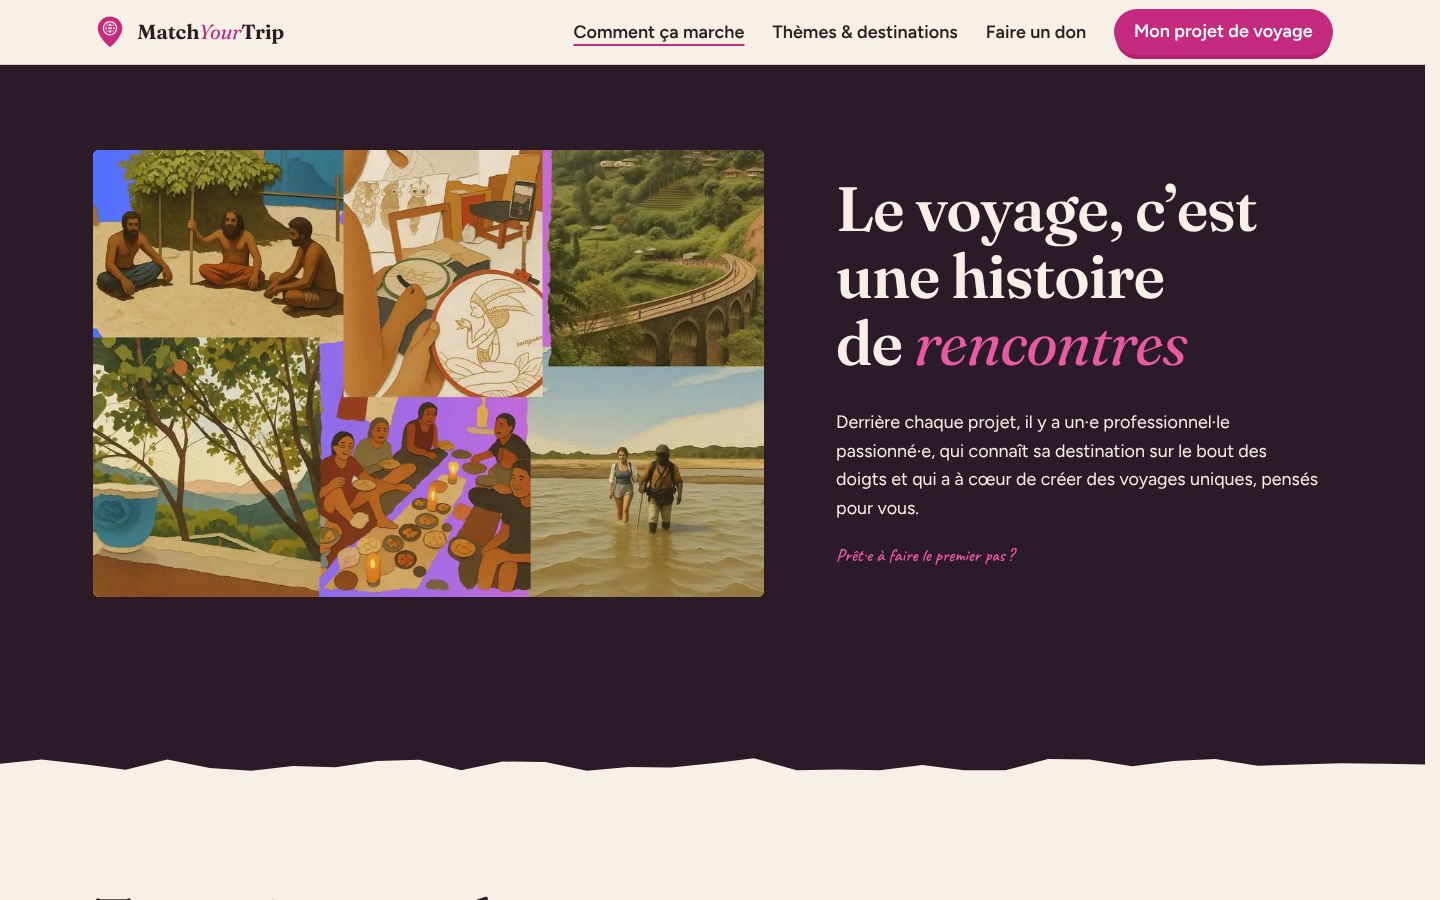 MatchYourTrip
Comment ça marche
Thèmes & destinations
Faire un don
Mon projet de voyage
Le voyage, c’est
une histoire
de rencontres
Derrière chaque projet, il y a un·e professionnel·le
passionné·e, qui connaît sa destination sur le bout des
doigts et qui a à cœur de créer des voyages uniques, pensés
pour vous.
Prêt·e à faire le premier pas ?